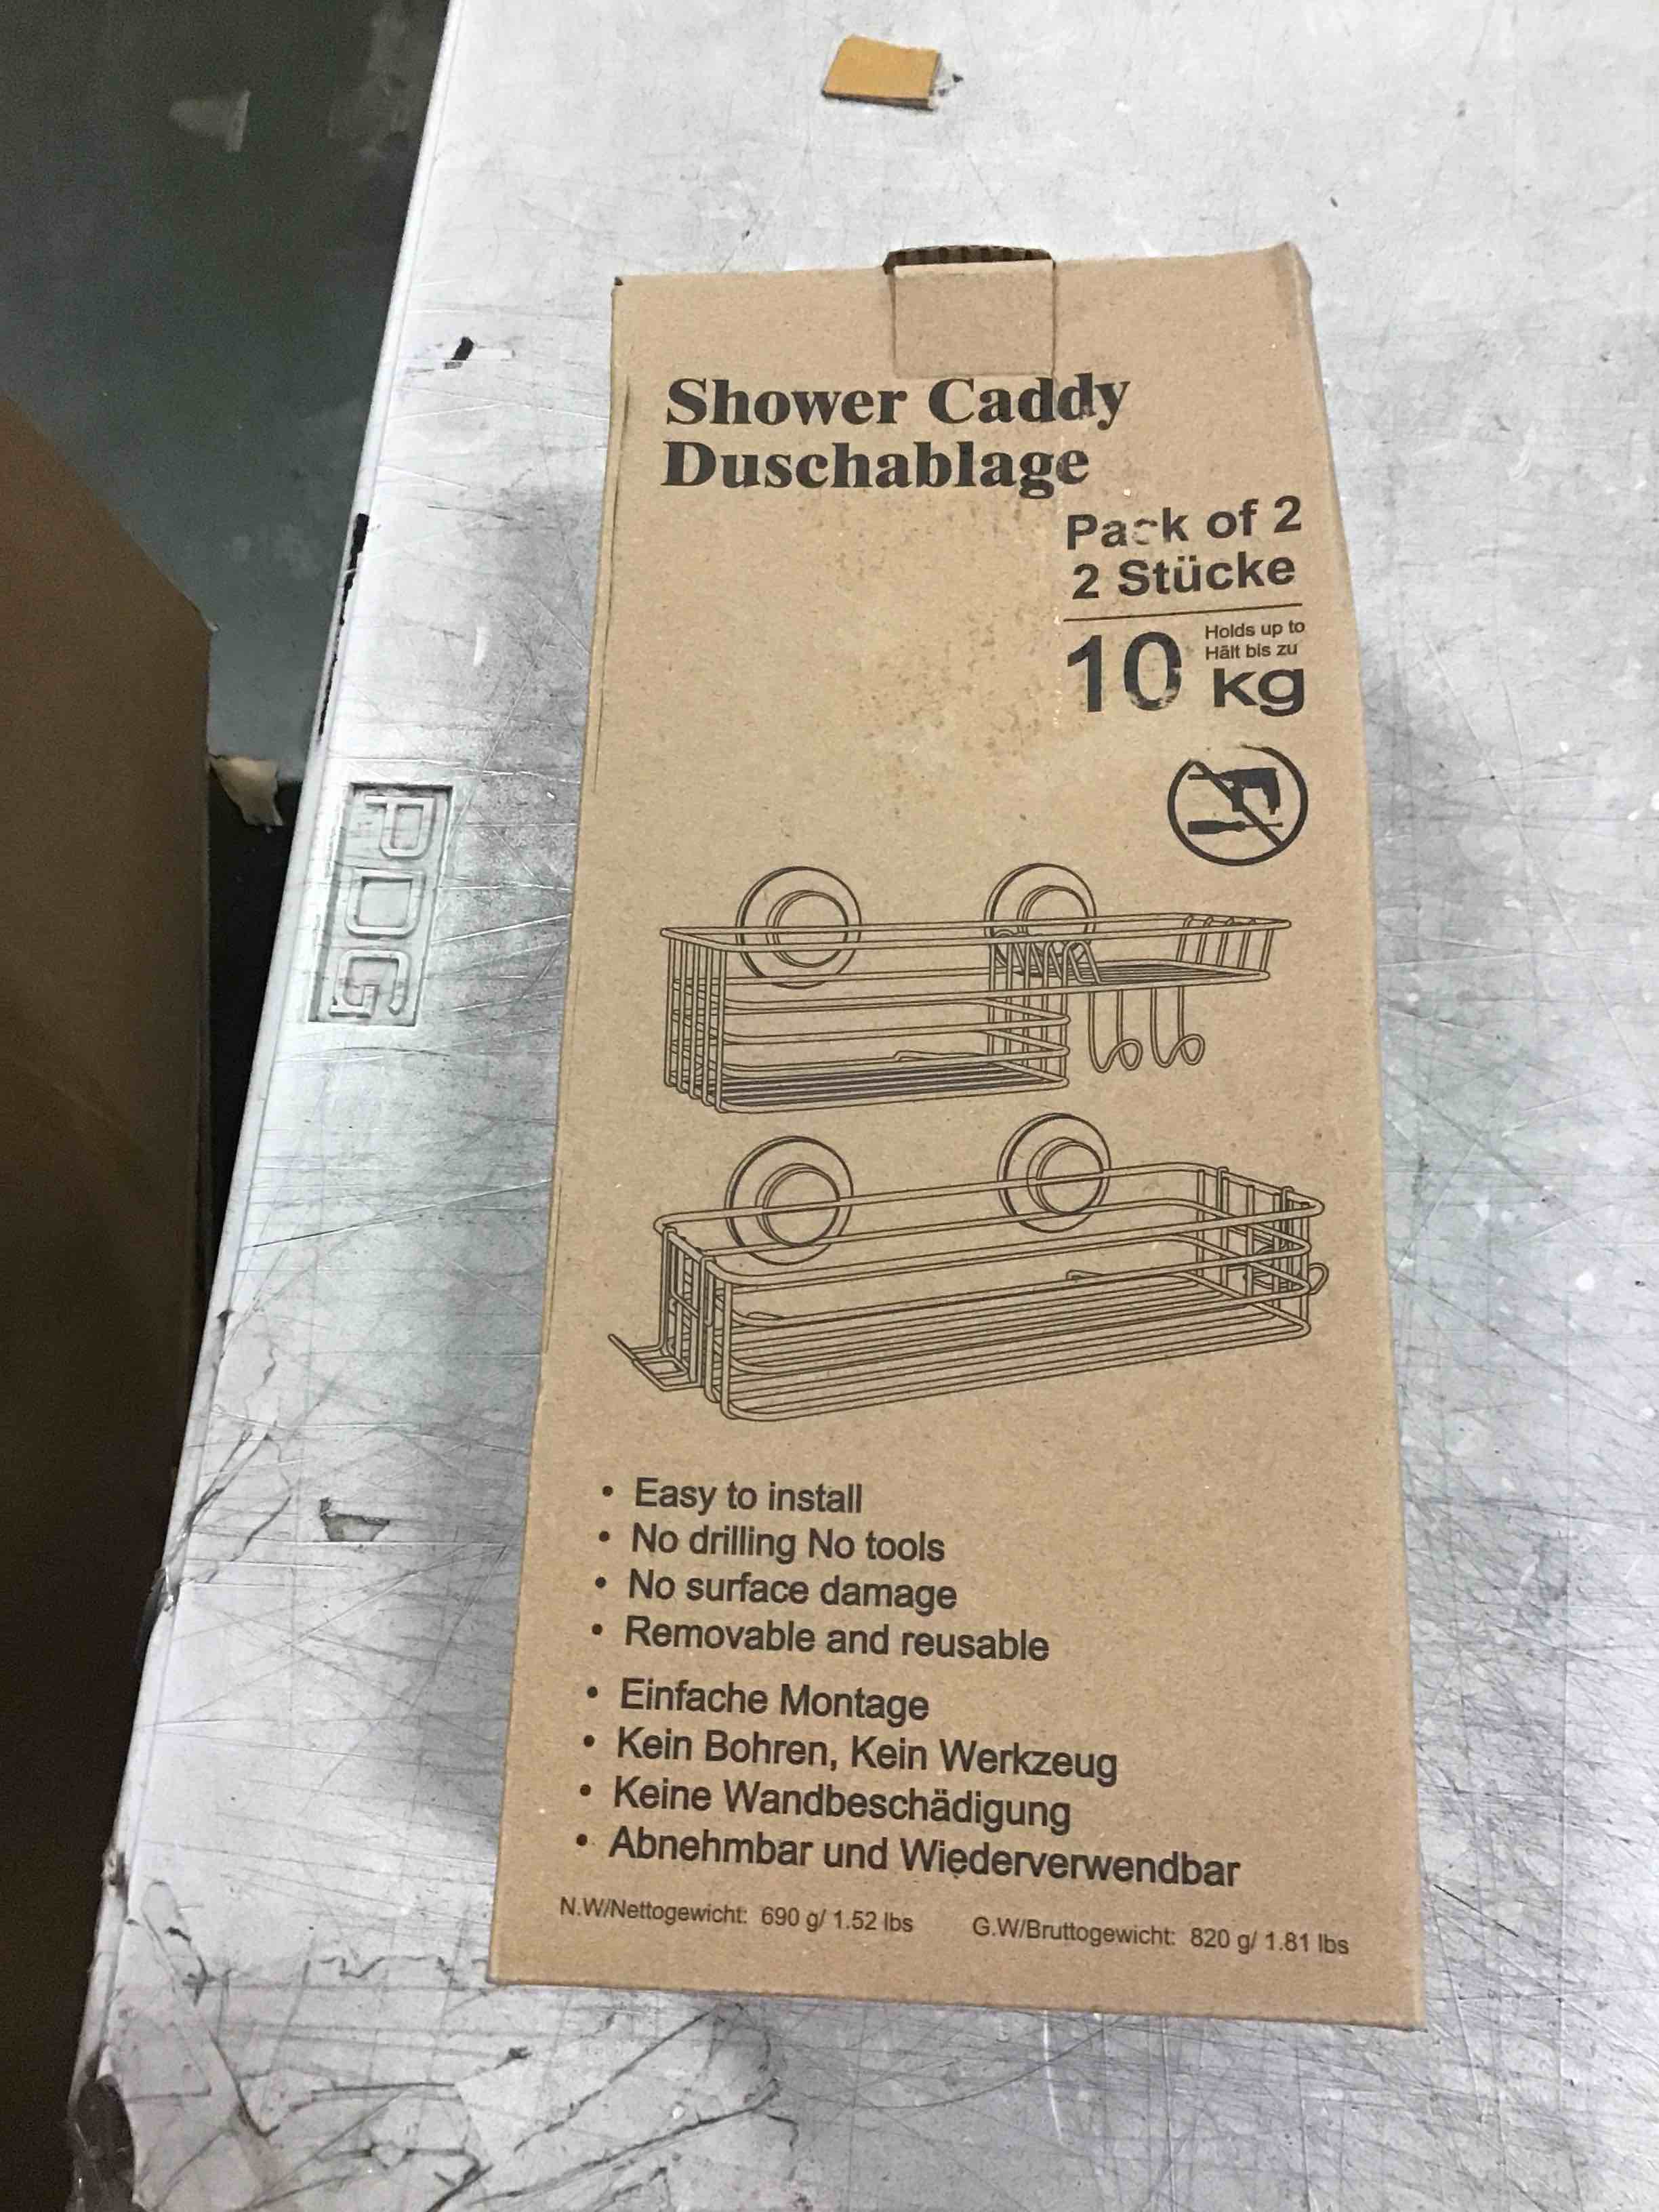 Shower Caddy
Duschablage
Pack of 2
2 Stücke
Holds up to
Hält bis zu
10 kg
PDG
• Easy to install
• No drilling No tools
• No surface damage
• Removable and reusable
• Einfache Montage
• Kein Bohren, Kein Werkzeug
• Keine Wandbeschädigung
• Abnehmbar und Wiederverwendbar
N.W/Nettogewicht: 690 g/ 1.52 lbs G.W/Bruttogewicht: 820 g/ 1.81 lbs